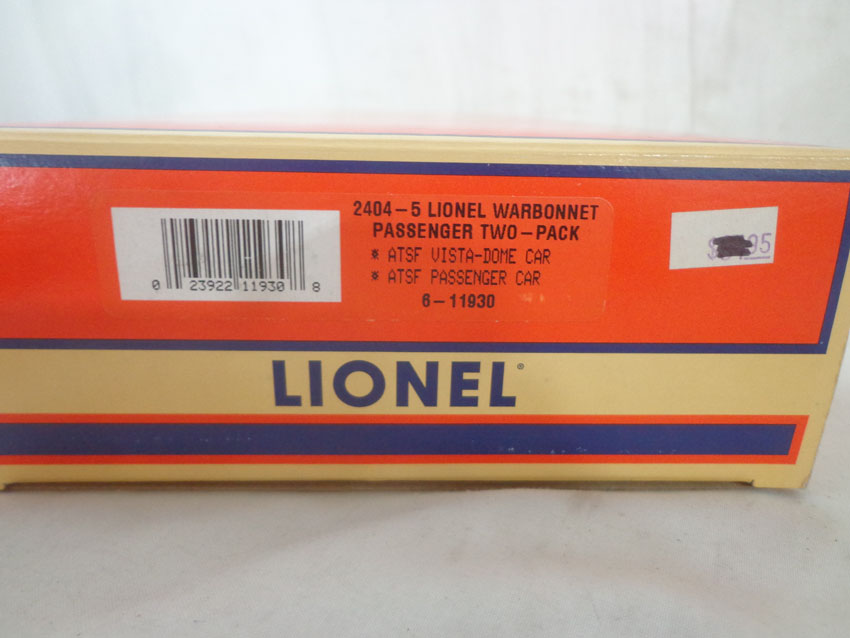 2404-5 LIONEL WARBONNET
PASSENGER TWO-PACK
* ATSF VISTA-DOME CAR
* ATSF PASSENGER CAR
6-11930
0 23922 11930 8
LIONEL®